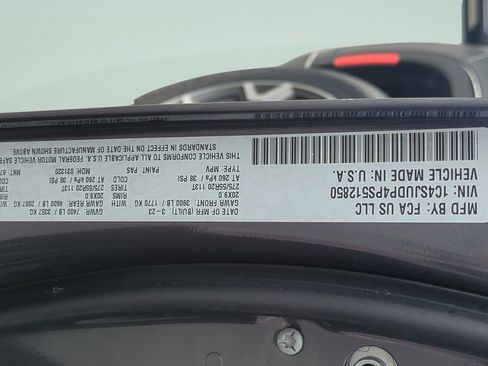 MFD BY: FCA US LLC
DATE OF MFR (BUILT): 3 - 23
GVWR: 7400 LB 3357 KG
GAWR FRONT: 3900 LB 1770 KG
WITH
GAWR REAR: 4600 LB 2087 KG
275/55R20 113T
TIRES
275/55R20 113T
20X9.0
RIMS
20X9.0
AT 260 kPa/ 38 PSI
COLD
AT 260 kPa/ 38 PSI
THIS VEHICLE CONFORMS TO ALL APPLICABLE U.S.A. FEDERAL MOTOR VEHICLE
STANDARDS IN EFFECT ON THE DATE OF MANUFACTURE SHOWN ABOVE
VIN:
TYPE: MPV
MDH: 031320
PAINT: PAS
MKT:
VEHICLE MADE IN: U.S.A.